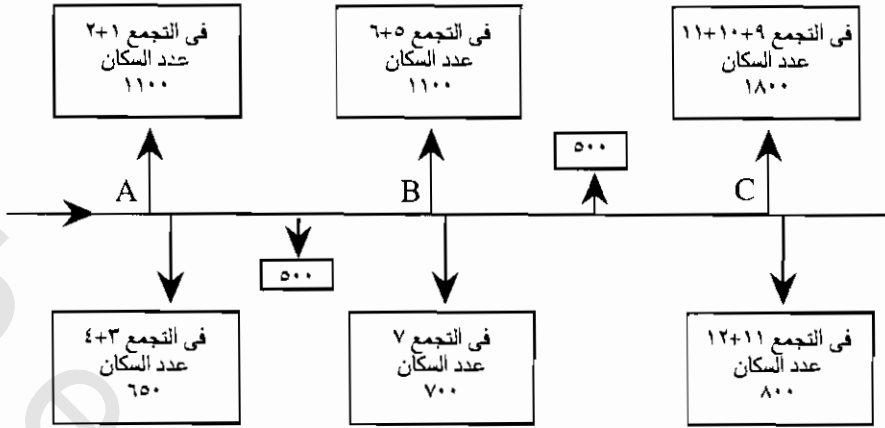 فى التجمع ١+٢
عدد السكان
١١٠٠
فى التجمع ٥+٦
عدد السكان
١١٠٠
فى التجمع ٩+١٠+١١
عدد السكان
١٨٠٠
٥٠٠
A
B
C
٥٠٠
فى التجمع ٣+٤
عدد السكان
٦٥٠
فى التجمع ٧
عدد السكان
٧٠٠
فى التجمع ١١+١٢
عدد السكان
٨٠٠